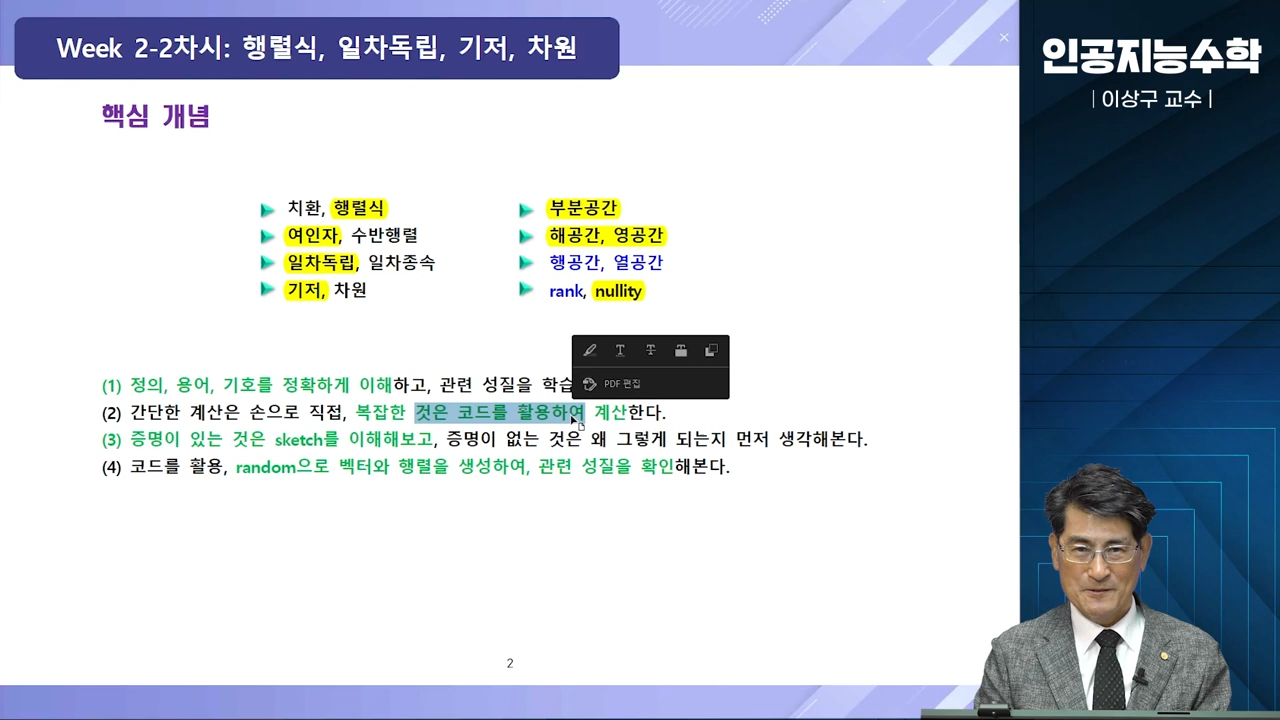 Week 2-2차시: 행렬식, 일차독립, 기저, 차원
인공지능수학
| 이상구 교수 |
핵심 개념
치환, 행렬식
여인자, 수반행렬
일차독립, 일차종속
기저, 차원
부분공간
해공간, 영공간
행공간, 열공간
rank, nullity
PDF 편집
(1) 정의, 용어, 기호를 정확하게 이해하고, 관련 성질을 학습
(2) 간단한 계산은 손으로 직접, 복잡한 것은 코드를 활용하여 계산한다.
(3) 증명이 있는 것은 sketch를 이해해보고, 증명이 없는 것은 왜 그렇게 되는지 먼저 생각해본다.
(4) 코드를 활용, random으로 벡터와 행렬을 생성하여, 관련 성질을 확인해본다.
2